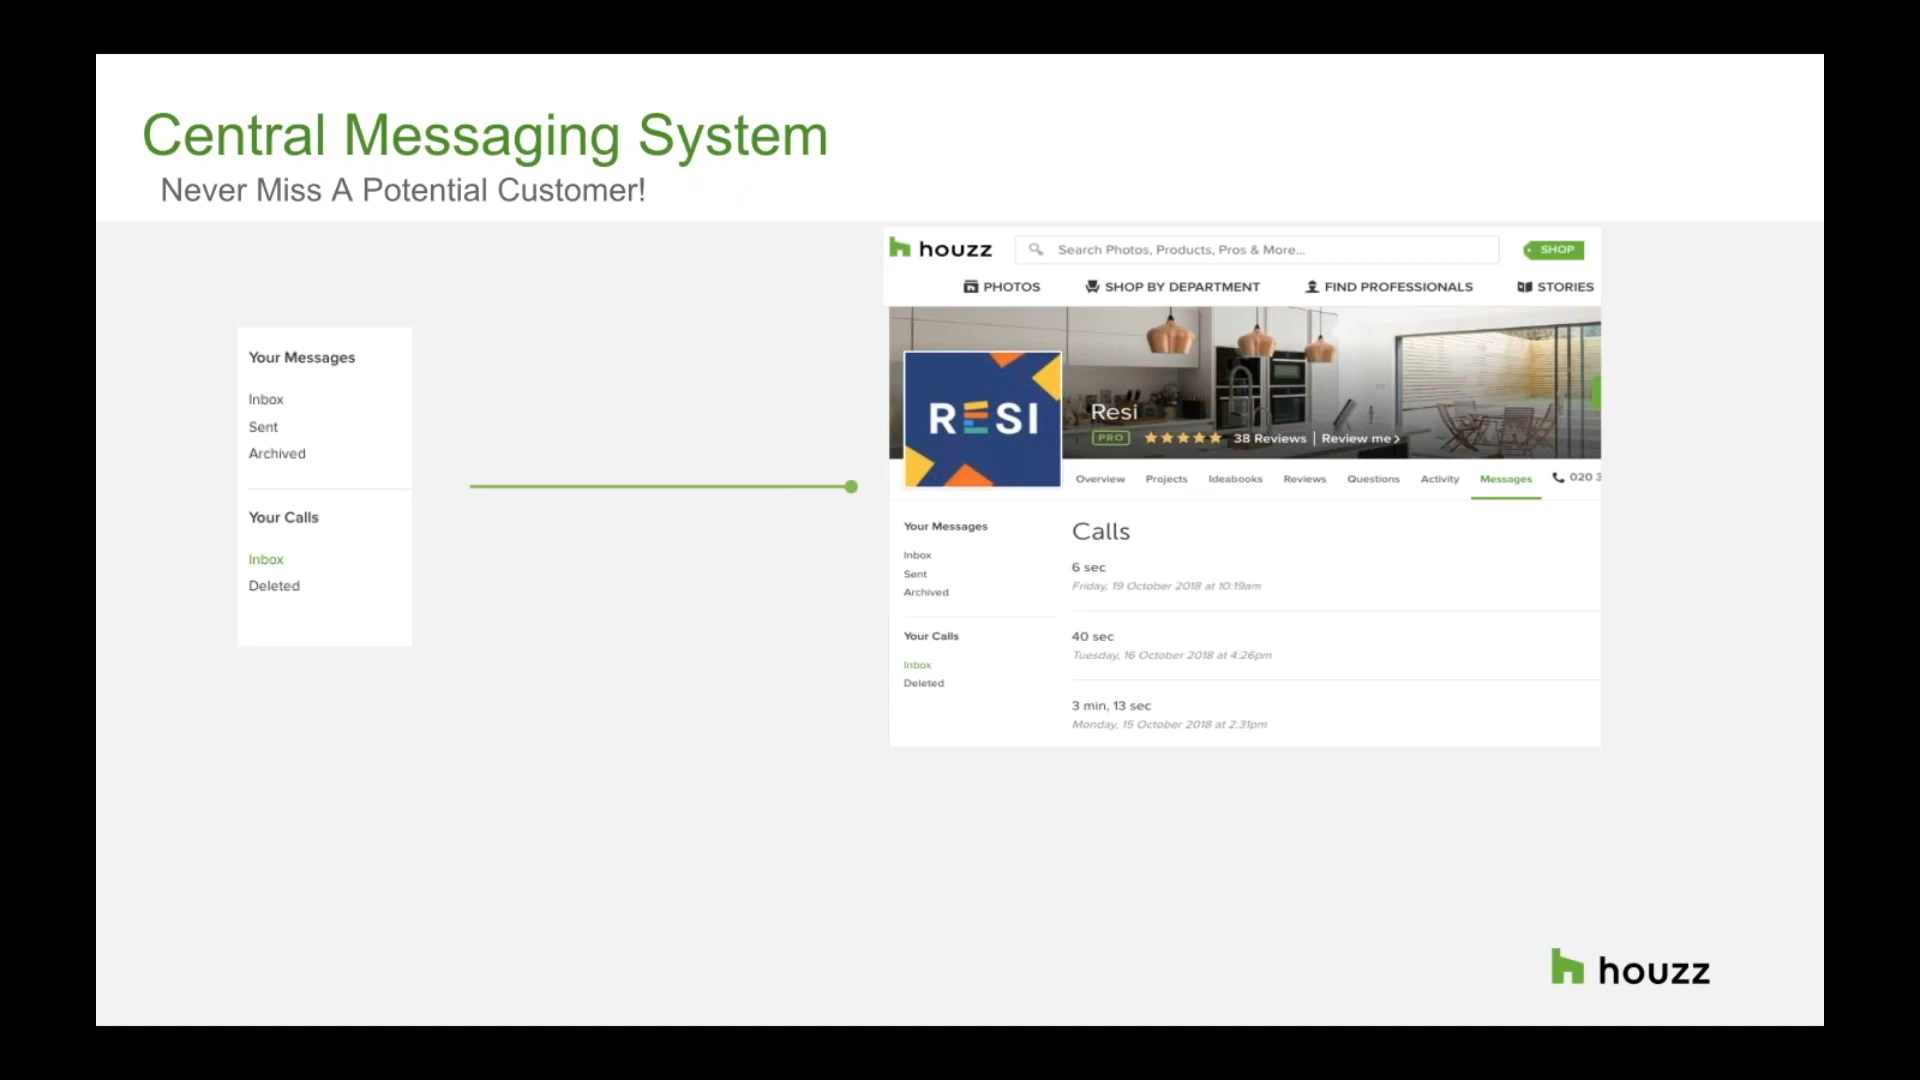 Central Messaging System
Never Miss A Potential Customer!
Your Messages
Inbox
Sent
Archived
Your Calls
Inbox
Deleted
houzz
Search Photos, Products, Pros & More...
SHOP
PHOTOS SHOP BY DEPARTMENT FIND PROFESSIONALS STORIES
RESI
Resi
PRO 38 Reviews | Review me >
Overview Projects Ideabooks Reviews Questions Activity Messages 020 3
Your Messages
Inbox
Sent
Archived
Your Calls
Inbox
Deleted
Calls
6 sec
Friday, 19 October 2018 at 10:19am
40 sec
Tuesday, 16 October 2018 at 4:26pm
3 min, 13 sec
Monday, 15 October 2018 at 2:31pm
houzz